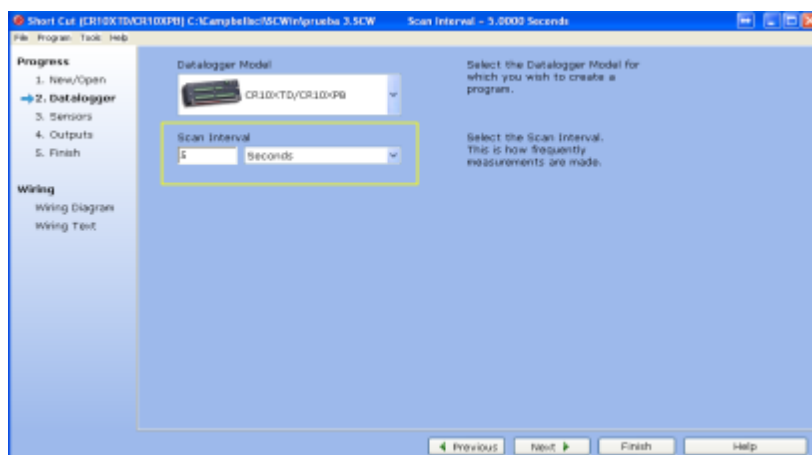 Short Cut (CR10XTD/CR10XPB) C:\Campbellsci\SCWin\prueba 3.SCW Scan Interval = 5.0000 Seconds
File Program Tools Help
Progress
1. New/Open
2. Datalogger
3. Sensors
4. Outputs
5. Finish
Wiring
Wiring Diagram
Wiring Text
Datalogger Model
CR10XTD/CR10XPB
Scan Interval
5 Seconds
Select the Datalogger Model for
which you wish to create a
program.
Select the Scan Interval.
This is how frequently
measurements are made.
Previous Next Finish Help